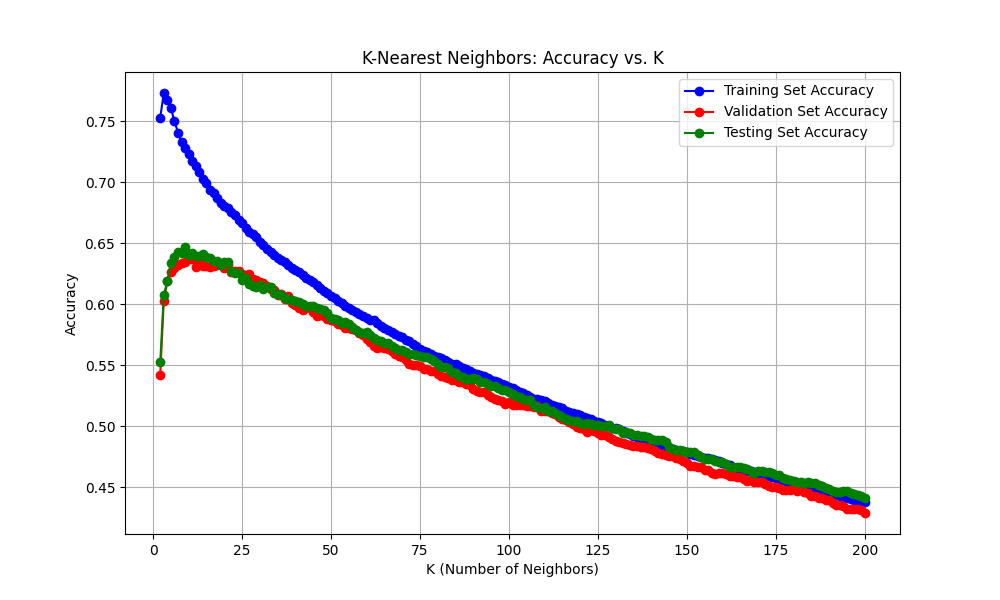 K-Nearest Neighbors: Accuracy vs. K
Training Set Accuracy
Validation Set Accuracy
Testing Set Accuracy
Accuracy
0.75
0.70
0.65
0.60
0.55
0.50
0.45
0 25 50 75 100 125 150 175 200
K (Number of Neighbors)